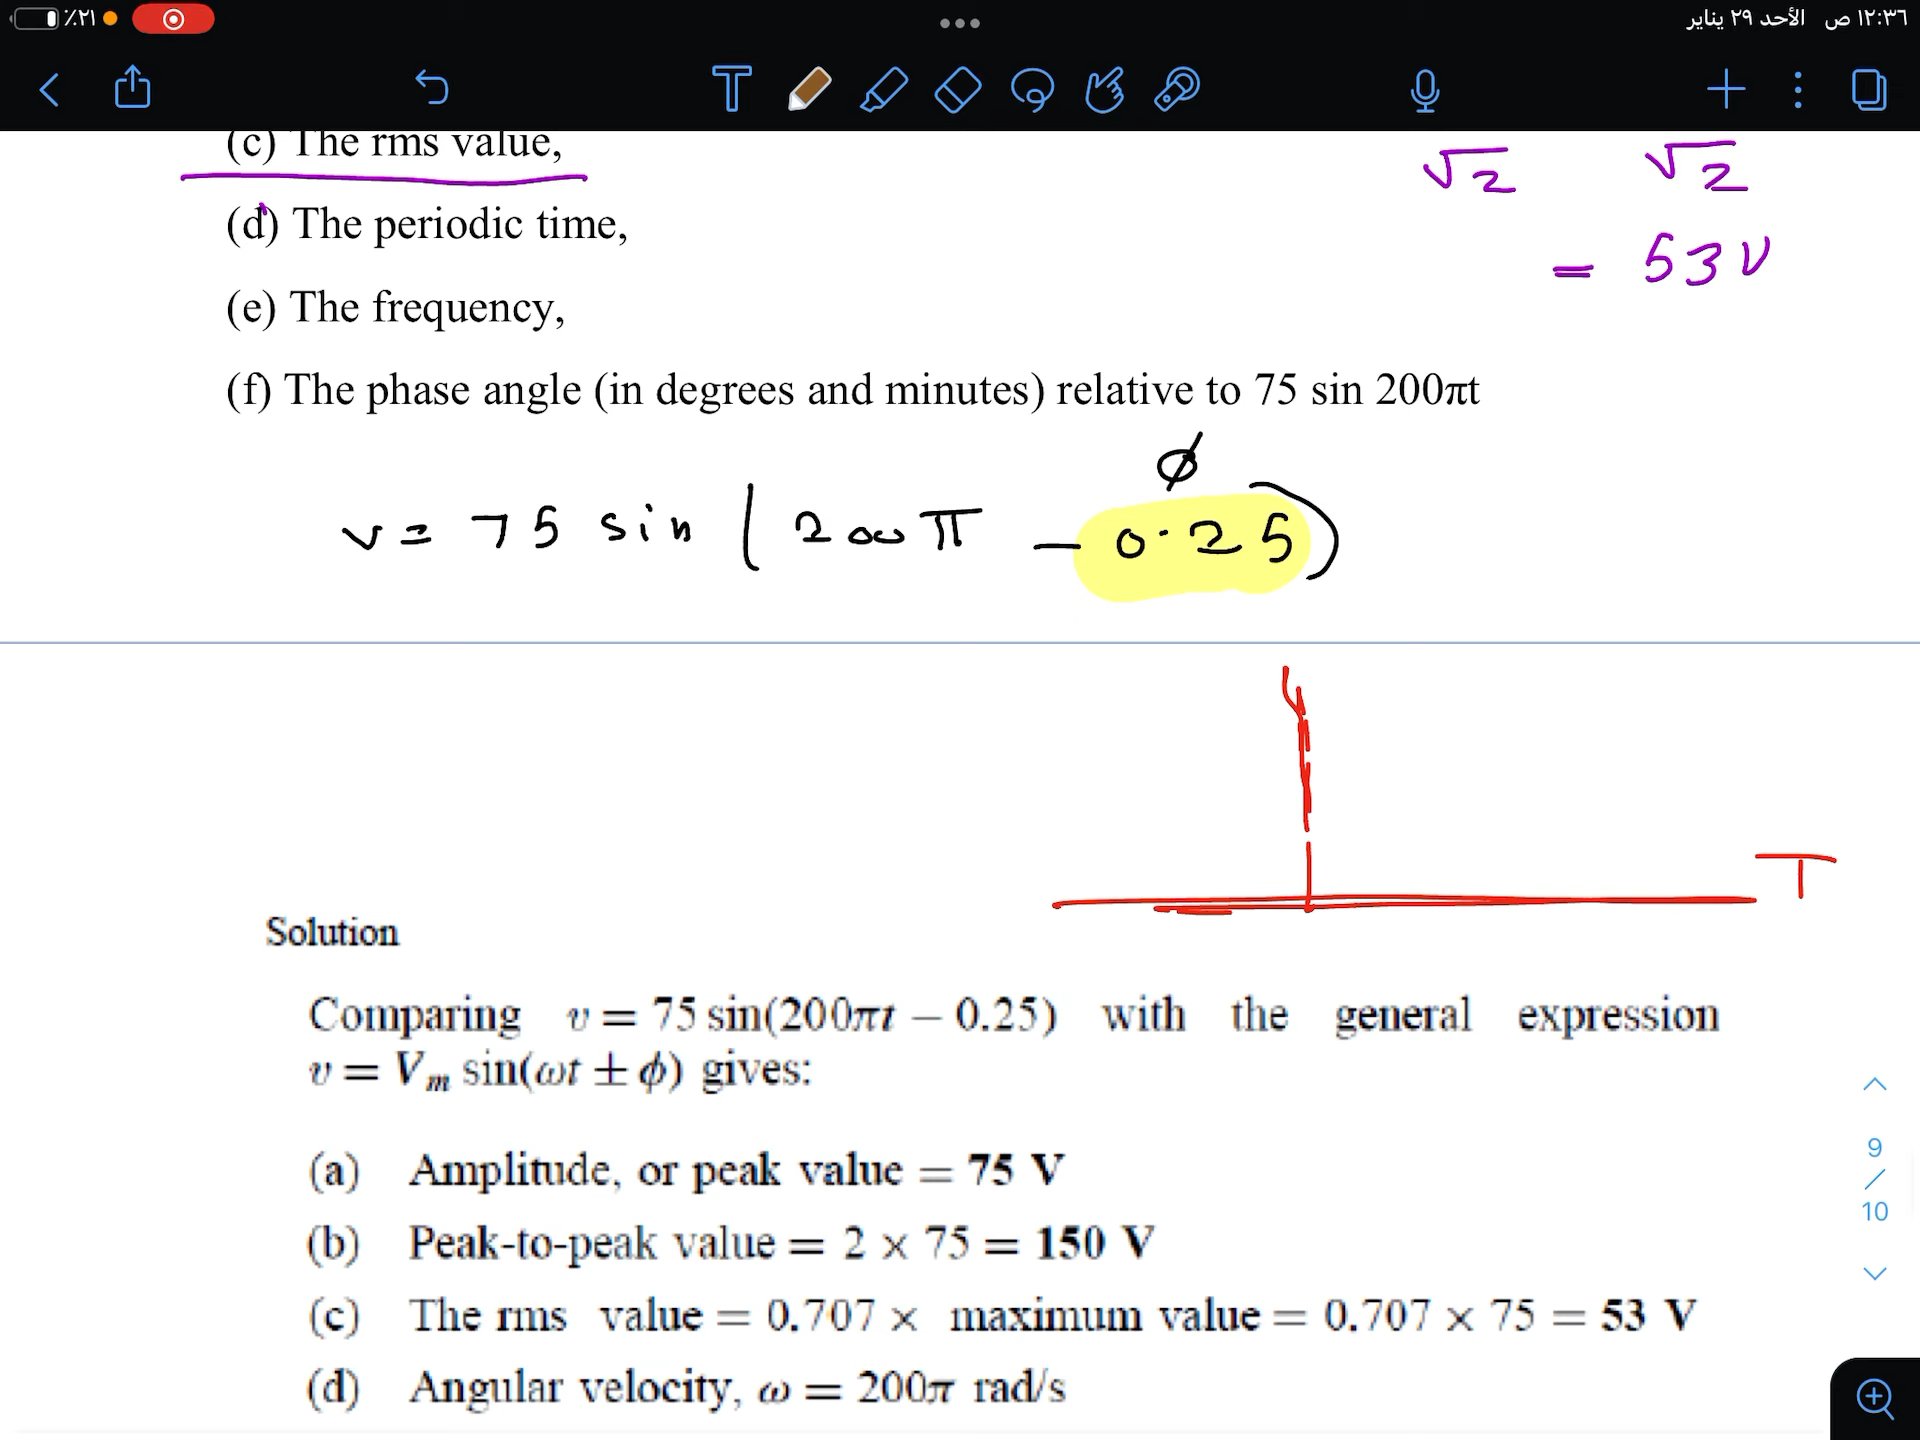 ٪٢١
١٢:٣٦ ص الأحد ٢٩ يناير
(c) The rms value,
√2 √2
(d) The periodic time,
= 53 V
(e) The frequency,
(f) The phase angle (in degrees and minutes) relative to 75 sin 200πt
ø
v = 75 sin (200 π - 0.25)
T
Solution
Comparing v = 75 sin(200πt − 0.25) with the general expression
v = Vm sin(ωt ± ϕ) gives:
(a) Amplitude, or peak value = 75 V
(b) Peak-to-peak value = 2 × 75 = 150 V
(c) The rms value = 0.707 × maximum value = 0.707 × 75 = 53 V
(d) Angular velocity, ω = 200π rad/s
9
/
10